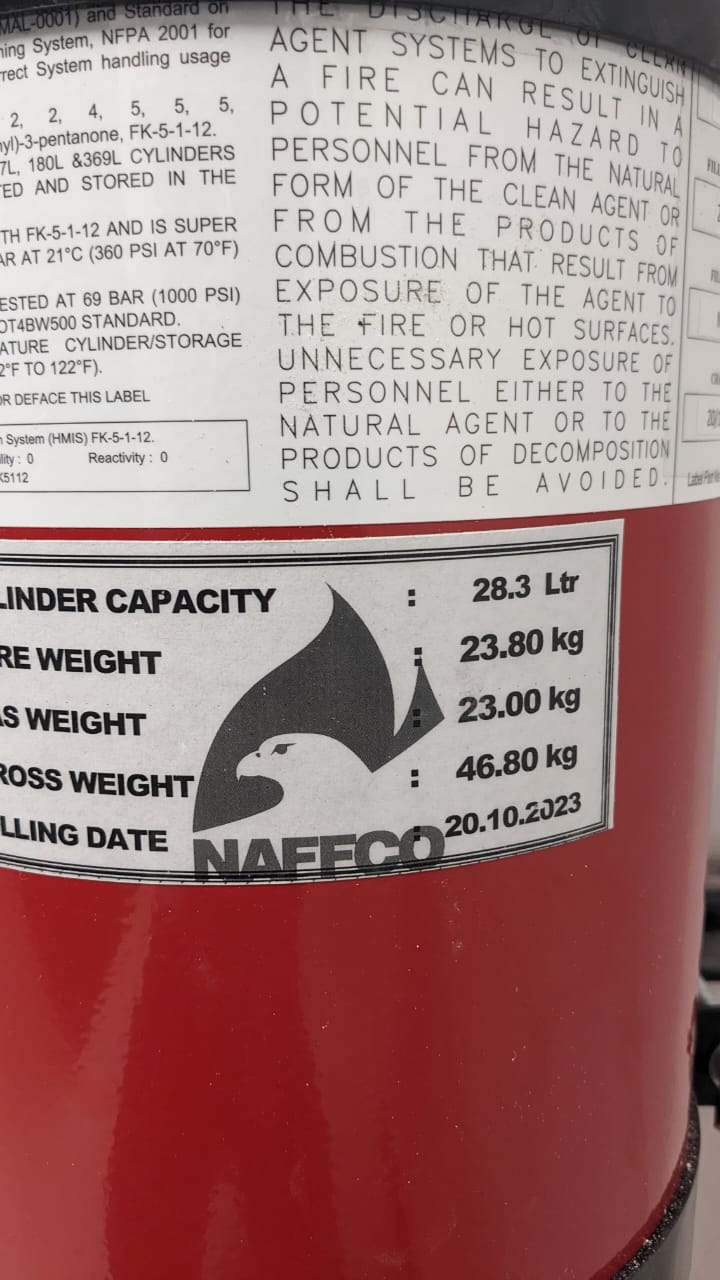 MAL-0001) and Standard on
ing System, NFPA 2001 for
rrect System handling usage
2, 2, 4, 5, 5, 5,
yl)-3-pentanone, FK-5-1-12.
7L, 180L &369L CYLINDERS
ED AND STORED IN THE
TH FK-5-1-12 AND IS SUPER
AR AT 21°C (360 PSI AT 70°F)
ESTED AT 69 BAR (1000 PSI)
OT4BW500 STANDARD.
ATURE CYLINDER/STORAGE
2°F TO 122°F).
OR DEFACE THIS LABEL
System (HMIS) FK-5-1-12.
lity : 0 Reactivity : 0
K5112
THE DISCHARGE OF CLEAN
AGENT SYSTEMS TO EXTINGUISH
A FIRE CAN RESULT IN A
POTENTIAL HAZARD TO
PERSONNEL FROM THE NATURAL
FORM OF THE CLEAN AGENT OR
FROM THE PRODUCTS OF
COMBUSTION THAT RESULT FROM
EXPOSURE OF THE AGENT TO
THE FIRE OR HOT SURFACES.
UNNECESSARY EXPOSURE OF
PERSONNEL EITHER TO THE
NATURAL AGENT OR TO THE
PRODUCTS OF DECOMPOSITION
SHALL BE AVOIDED.
LINDER CAPACITY : 28.3 Ltr
RE WEIGHT : 23.80 kg
S WEIGHT : 23.00 kg
ROSS WEIGHT : 46.80 kg
LLING DATE : 20.10.2023
NAFFCO